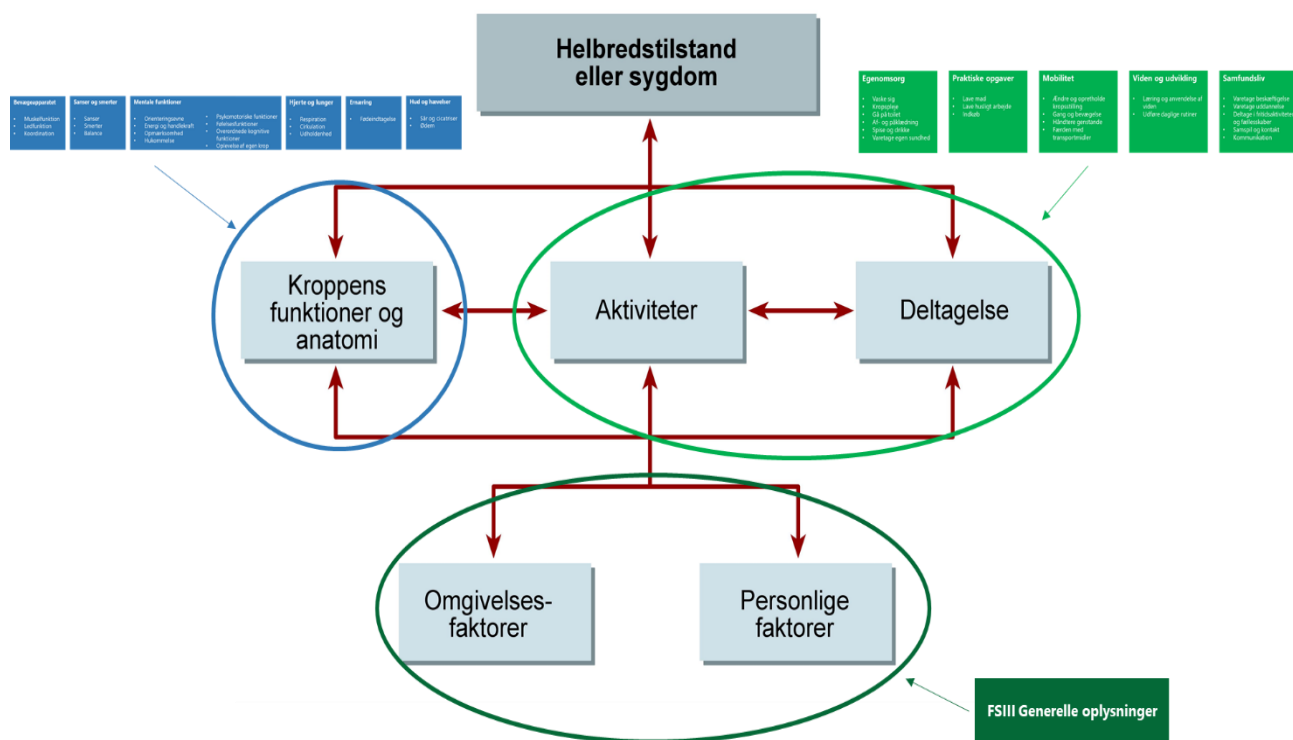 Helbredstilstand
eller sygdom
Bevægeapparatet
Muskelfunktion
Ledfunktion
Koordination
Sanser og smerter
Sanser
Smerter
Balance
Mentale funktioner
Orienteringsevne
Energi og handlekraft
Opmærksomhed
Hukommelse
Psykomotoriske funktioner
Følelsesfunktioner
Overordnede kognitive
funktioner
Oplevelse af egen krop
Hjerte og lunger
Respiration
Cirkulation
Udholdenhed
Ernæring
Fødeindtagelse
Hud og hævelser
Sår og cicatricer
Ødem
Egenomsorg
Vaske sig
Kropspleje
Gå på toilet
Af- og påklædning
Spise og drikke
Varetage egen sundhed
Praktiske opgaver
Lave mad
Lave husligt arbejde
Indkøb
Mobilitet
Ændre og opretholde
kropsstilling
Gang og bevægelse
Håndtere genstande
Færden med
transportmidler
Viden og udvikling
Læring og anvendelse af
viden
Udføre daglige rutiner
Samfundsliv
Varetage beskæftigelse
Varetage uddannelse
Deltage i fritidsaktiviteter
og fællesskaber
Samspil og kontakt
Kommunikation
Kroppens
funktioner og
anatomi
Aktiviteter
Deltagelse
Omgivelses-
faktorer
Personlige
faktorer
FSIII Generelle oplysninger